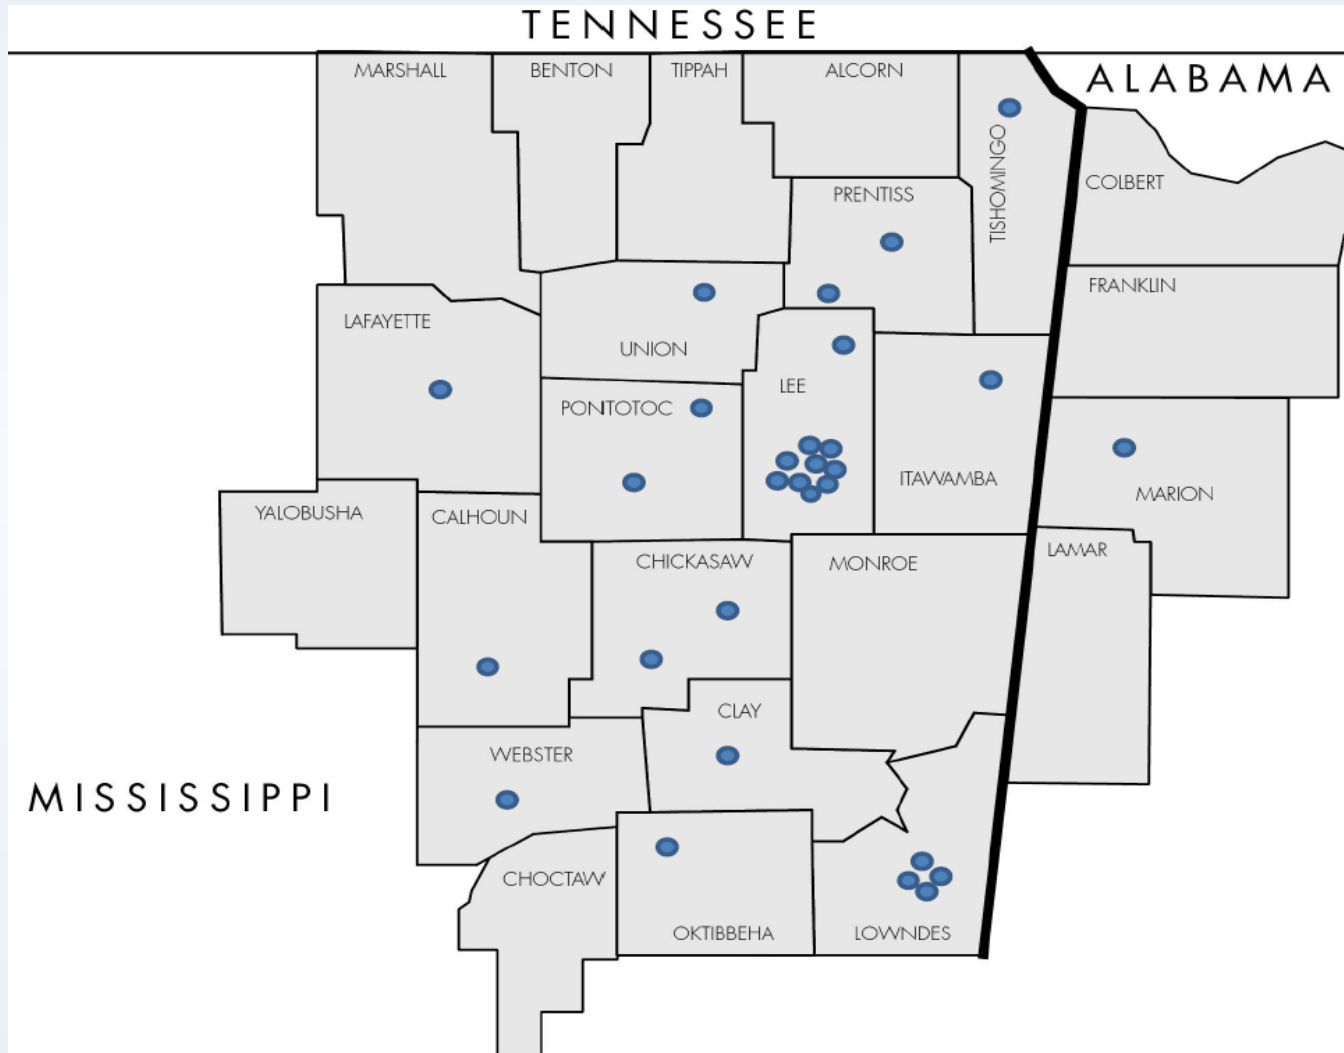 TENNESSEE
MARSHALL
BENTON
TIPPAH
ALCORN
ALABAMA
TISHOMINGO
COLBERT
PRENTISS
FRANKLIN
LAFAYETTE
UNION
LEE
PONTOTOC
ITAWAMBA
MARION
YALOBUSHA
CALHOUN
CHICKASAW
MONROE
LAMAR
CLAY
WEBSTER
MISSISSIPPI
CHOCTAW
OKTIBBEHA
LOWNDES